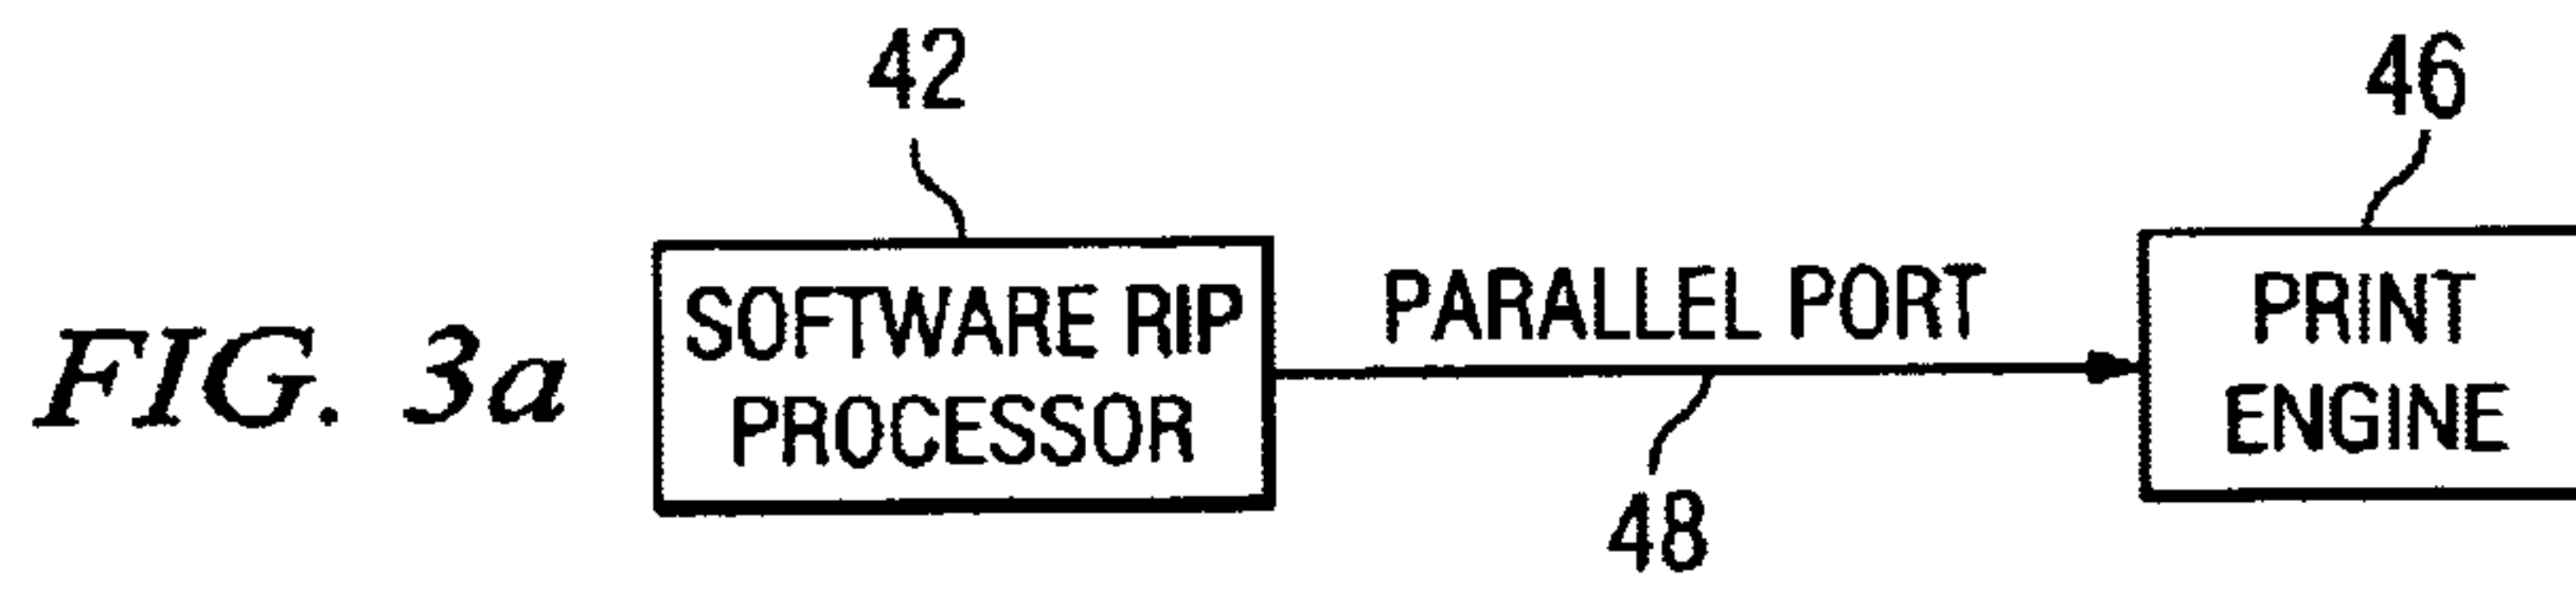 42
46
SOFTWARE RIP
PROCESSOR
PARALLEL PORT
PRINT
ENGINE
48
FIG. 3a